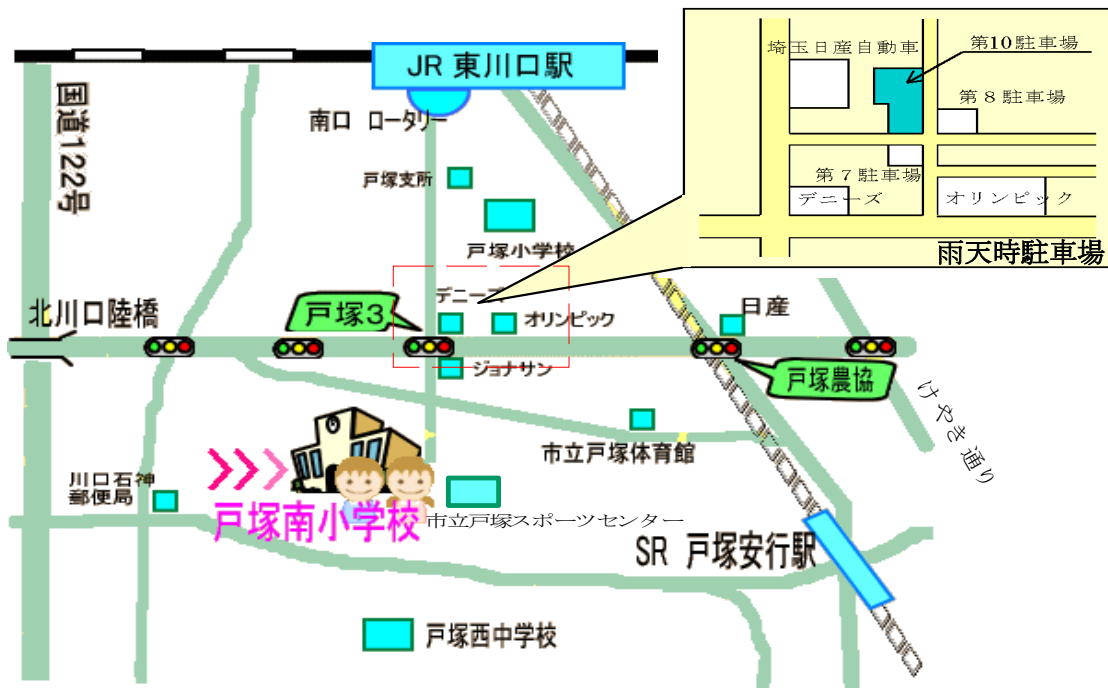 JR 東川口駅
南口 ロータリー
国道122号
戸塚支所
戸塚小学校
埼玉日産自動車
第10駐車場
第８駐車場
第７駐車場
デニーズ
オリンピック
雨天時駐車場
北川口陸橋
戸塚３
デニーズ
オリンピック
ジョナサン
日産
戸塚農協
けやき通り
市立戸塚体育館
川口石神
郵便局
戸塚南小学校
市立戸塚スポーツセンター
SR 戸塚安行駅
戸塚西中学校